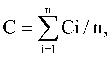 C = ∑_{i=1}^{n} Ci / n,